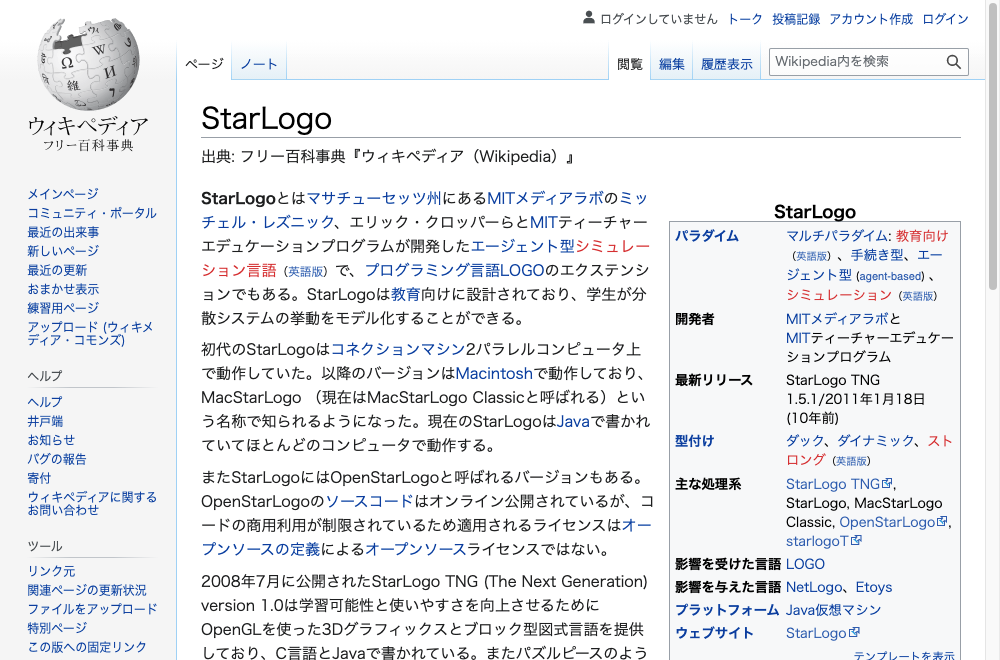 ログインしていません トーク 投稿記録 アカウント作成 ログイン
ページ ノート 閲覧 編集 履歴表示 Wikipedia内を検索
ウィキペディア
フリー百科事典
メインページ
コミュニティ・ポータル
最近の出来事
新しいページ
最近の更新
おまかせ表示
練習用ページ
アップロード (ウィキメ
ディア・コモンズ)
ヘルプ
ヘルプ
井戸端
お知らせ
バグの報告
寄付
ウィキペディアに関する
お問い合わせ
ツール
リンク元
関連ページの更新状況
ファイルをアップロード
特別ページ
この版への固定リンク
StarLogo
出典: フリー百科事典『ウィキペディア（Wikipedia）』
StarLogoとはマサチューセッツ州にあるMITメディアラボのミッ
チェル・レズニック、エリック・クロッパーらとMITティーチャー
エデュケーションプログラムが開発したエージェント型シミュレー
ション言語（英語版）で、プログラミング言語LOGOのエクステンシ
ョンでもある。StarLogoは教育向けに設計されており、学生が分
散システムの挙動をモデル化することができる。
初代のStarLogoはコネクションマシン2パラレルコンピュータ上
で動作していた。以降のバージョンはMacintoshで動作しており、
MacStarLogo （現在はMacStarLogo Classicと呼ばれる）とい
う名称で知られるようになった。現在のStarLogoはJavaで書かれ
ていてほとんどのコンピュータで動作する。
またStarLogoにはOpenStarLogoと呼ばれるバージョンもある。
OpenStarLogoのソースコードはオンライン公開されているが、コ
ードの商用利用が制限されているため適用されるライセンスはオー
プンソースの定義によるオープンソースライセンスではない。
2008年7月に公開されたStarLogo TNG (The Next Generation)
version 1.0は学習可能性と使いやすさを向上させるために
OpenGLを使った3Dグラフィックスとブロック型図式言語を提供
しており、C言語とJavaで書かれている。またパズルピースのよう
StarLogo
パラダイム マルチパラダイム: 教育向け
（英語版）、手続き型、エー
ジェント型 (agent-based) 、
シミュレーション（英語版）
開発者 MITメディアラボと
MITティーチャーエデュケー
ションプログラム
最新リリース StarLogo TNG
1.5.1/2011年1月18日
(10年前)
型付け ダック、ダイナミック、スト
ロング（英語版）
主な処理系 StarLogo TNG,
StarLogo, MacStarLogo
Classic, OpenStarLogo,
starlogoT
影響を受けた言語 LOGO
影響を与えた言語 NetLogo、Etoys
プラットフォーム Java仮想マシン
ウェブサイト StarLogo
テンプレートを表示